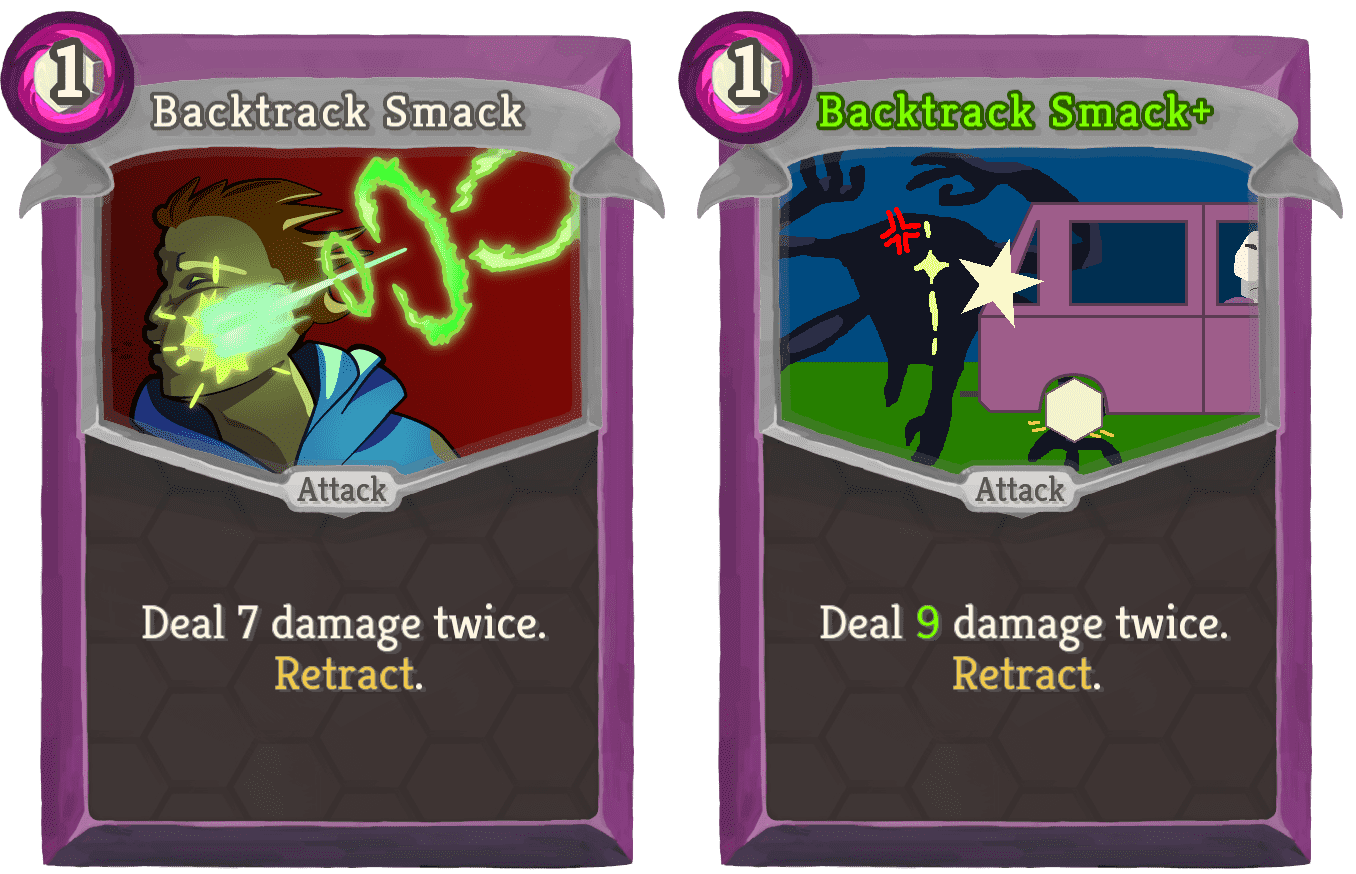 1
Backtrack Smack
Attack
Deal 7 damage twice.
Retract.
1
Backtrack Smack+
Attack
Deal 9 damage twice.
Retract.